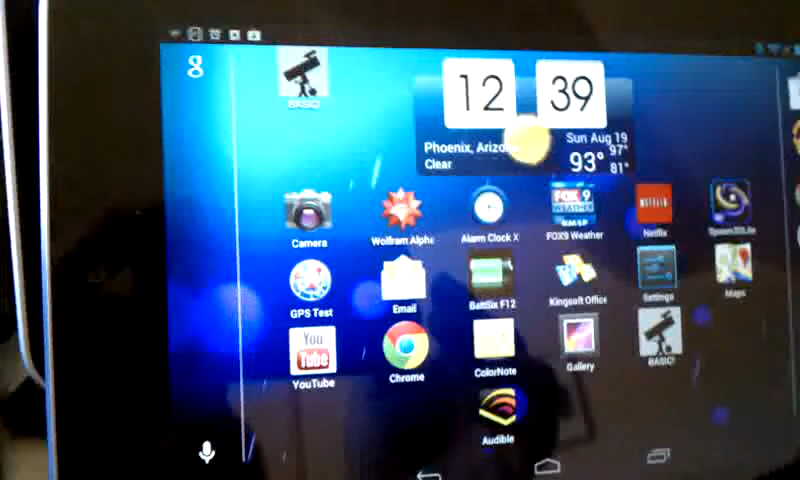 8
BASIC!
12 39
Phoenix, Arizo
Clear
Sun Aug 19
93° 97°
81°
Camera
Wolfram Alpha
Alarm Clock X
FOX 9
WEATHER
FOX9 Weather
NETFLIX
Netflix
GPS Test
Email
Kingsoft Office
Settings
Maps
You
Tube
YouTube
Chrome
ColorNote
Gallery
BASIC!
Audible